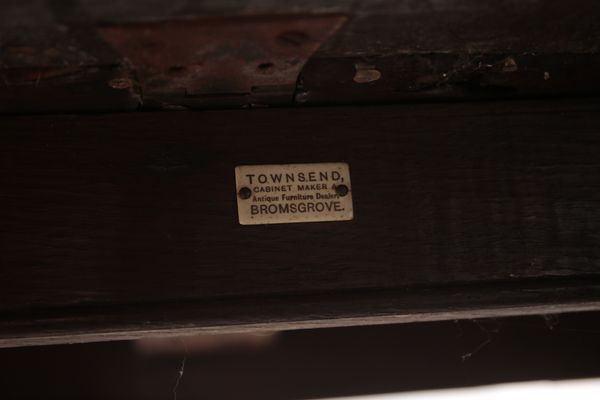 TOWNSEND,
CABINET MAKER &
Antique Furniture Dealer,
BROMSGROVE.